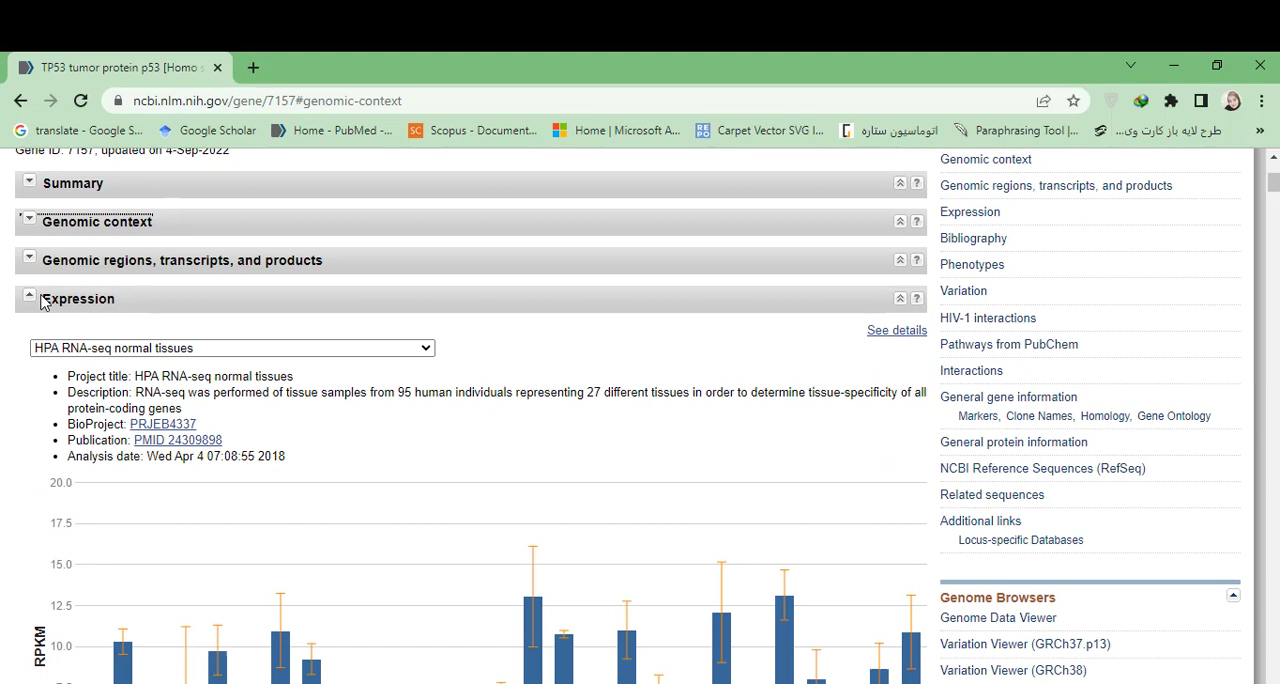 TP53 tumor protein p53 [Homo s
ncbi.nlm.nih.gov/gene/7157#genomic-context
translate - Google S...
Google Scholar
Home - PubMed -...
SC
Scopus - Document...
Home | Microsoft A...
REPO
Carpet Vector SVG I...
اتوماسیون ستاره
Paraphrasing Tool |...
طرح لایه باز کارت وی...
»
Gene ID: 7157, updated on 4-Sep-2022
Summary
?
Genomic context
?
Genomic regions, transcripts, and products
?
Expression
?
See details
HPA RNA-seq normal tissues
• Project title: HPA RNA-seq normal tissues
• Description: RNA-seq was performed of tissue samples from 95 human individuals representing 27 different tissues in order to determine tissue-specificity of all
protein-coding genes
• BioProject: PRJEB4337
• Publication: PMID 24309898
• Analysis date: Wed Apr 4 07:08:55 2018
20.0
17.5
15.0
12.5
10.0
RPKM
Genomic context
Genomic regions, transcripts, and products
Expression
Bibliography
Phenotypes
Variation
HIV-1 interactions
Pathways from PubChem
Interactions
General gene information
Markers, Clone Names, Homology, Gene Ontology
General protein information
NCBI Reference Sequences (RefSeq)
Related sequences
Additional links
Locus-specific Databases
Genome Browsers
Genome Data Viewer
Variation Viewer (GRCh37.p13)
Variation Viewer (GRCh38)